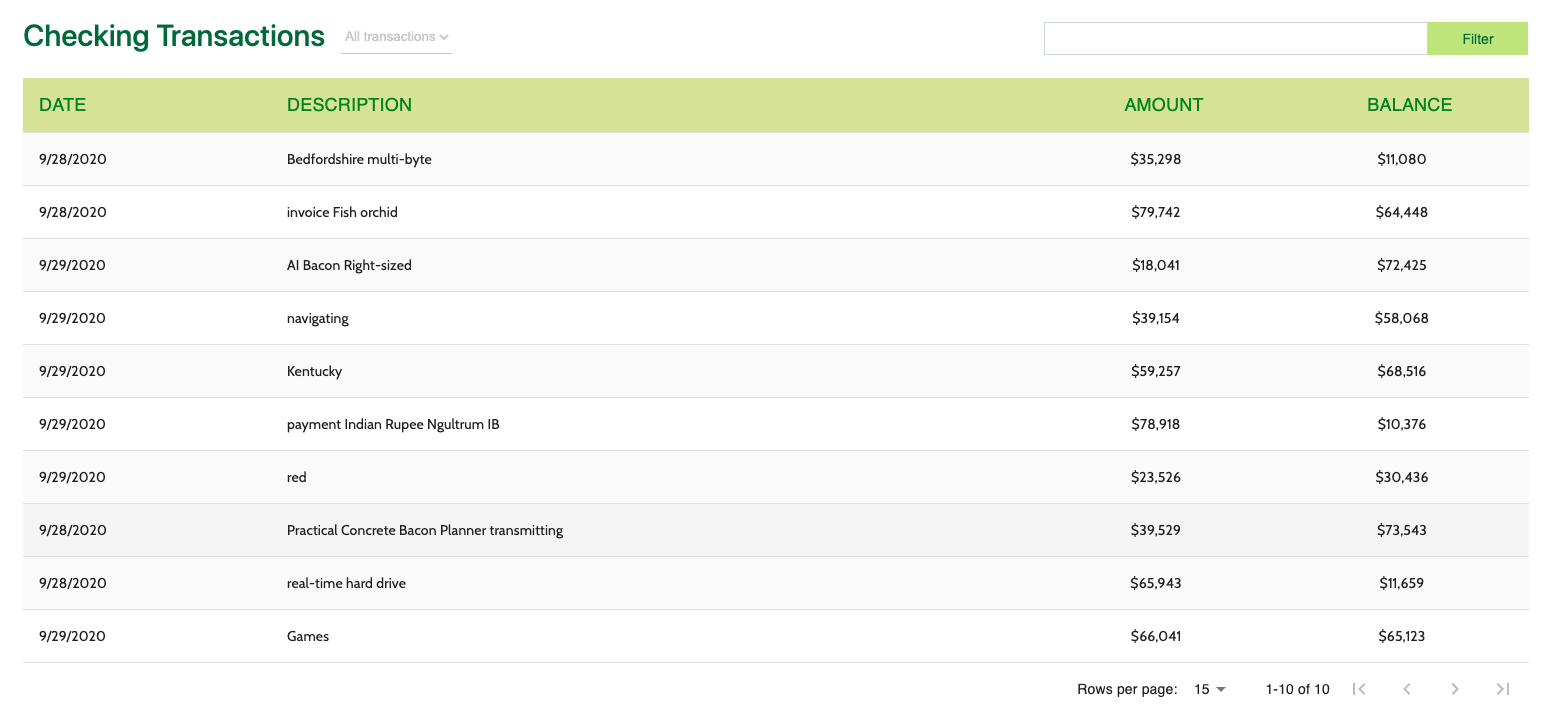 Checking Transactions All transactions Filter
DATE DESCRIPTION AMOUNT BALANCE
9/28/2020 Bedfordshire multi-byte $35,298 $11,080
9/28/2020 invoice Fish orchid $79,742 $64,448
9/29/2020 AI Bacon Right-sized $18,041 $72,425
9/29/2020 navigating $39,154 $58,068
9/29/2020 Kentucky $59,257 $68,516
9/29/2020 payment Indian Rupee Ngultrum IB $78,918 $10,376
9/29/2020 red $23,526 $30,436
9/28/2020 Practical Concrete Bacon Planner transmitting $39,529 $73,543
9/28/2020 real-time hard drive $65,943 $11,659
9/29/2020 Games $66,041 $65,123
Rows per page: 15 1-10 of 10